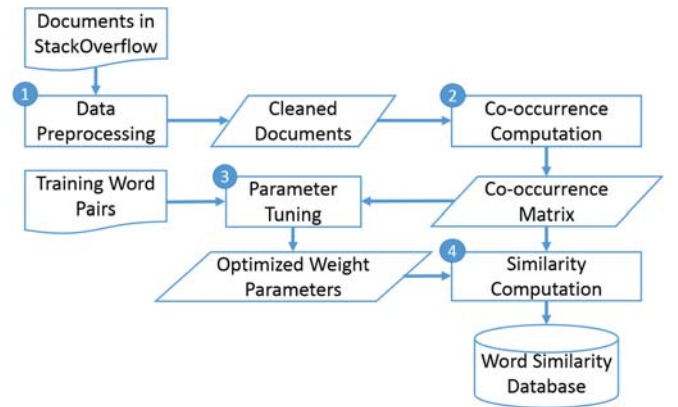 Documents in
StackOverflow
1
Data
Preprocessing
Cleaned
Documents
2
Co-occurrence
Computation
Training Word
Pairs
3
Parameter
Tuning
Co-occurrence
Matrix
Optimized Weight
Parameters
4
Similarity
Computation
Word Similarity
Database